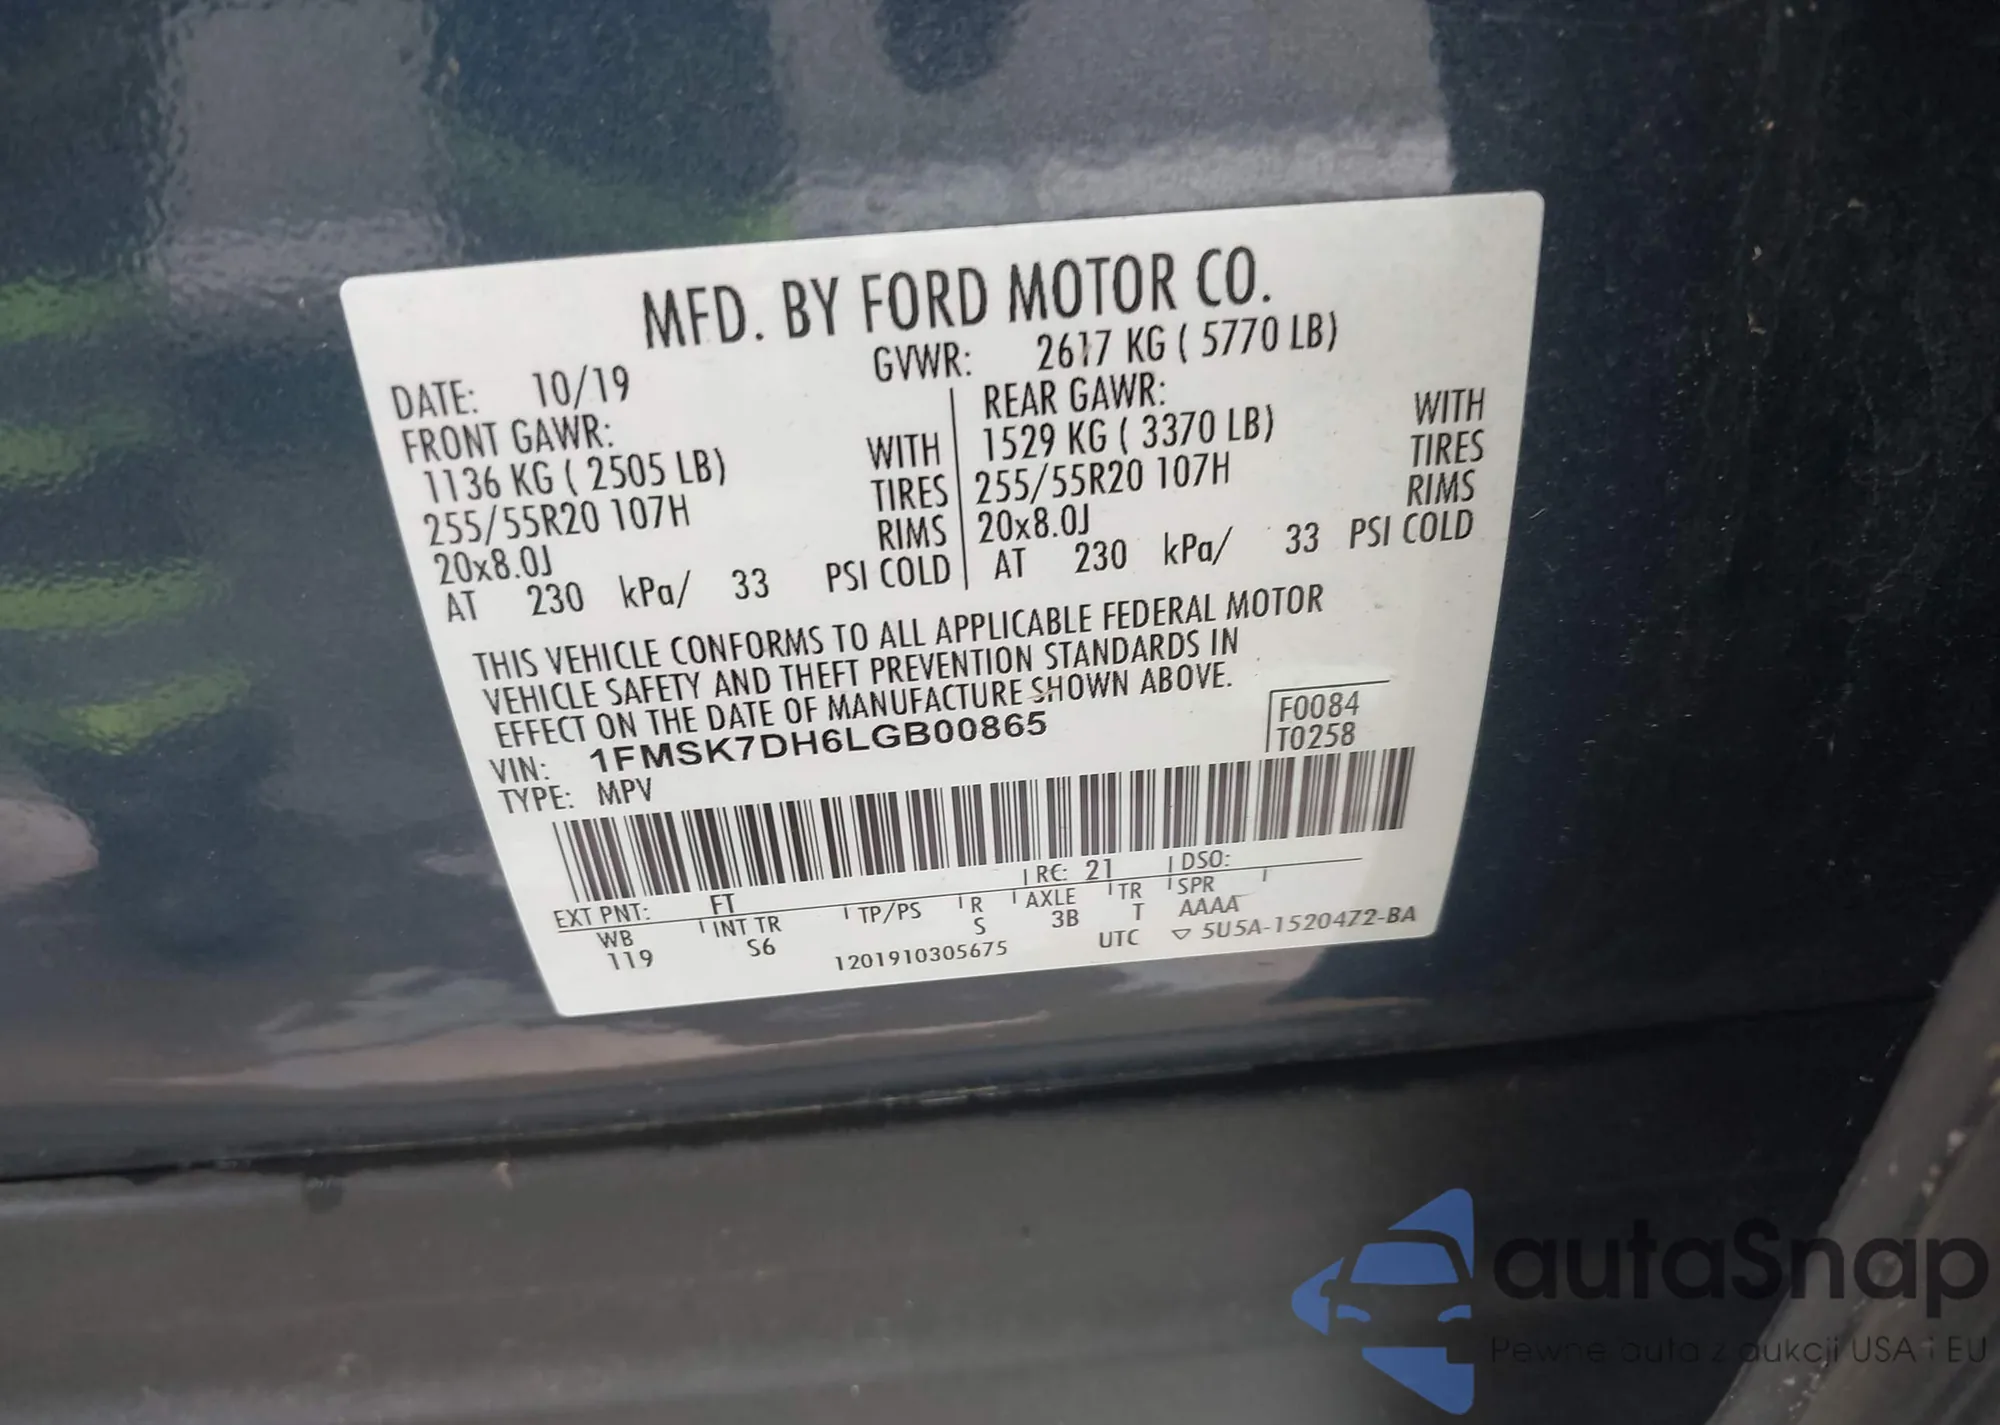 MFD. BY FORD MOTOR CO.
DATE: 10/19 GVWR: 2617 KG ( 5770 LB)
FRONT GAWR: REAR GAWR:
1136 KG ( 2505 LB) WITH 1529 KG ( 3370 LB) WITH
255/55R20 107H TIRES 255/55R20 107H TIRES
20x8.0J RIMS 20x8.0J RIMS
AT 230 kPa/ 33 PSI COLD AT 230 kPa/ 33 PSI COLD
THIS VEHICLE CONFORMS TO ALL APPLICABLE FEDERAL MOTOR
VEHICLE SAFETY AND THEFT PREVENTION STANDARDS IN
EFFECT ON THE DATE OF MANUFACTURE SHOWN ABOVE.
VIN: 1FMSK7DH6LGB00865
F0084
T0258
TYPE: MPV
EXT PNT: FT RC: 21 DSO:
WB INT TR TP/PS R AXLE TR SPR
119 S6 S 3B T AAAA
1201910305675 UTC ▽ 5U5A-1520472-BA
autaSnap
Pewne auta z aukcji USA i EU